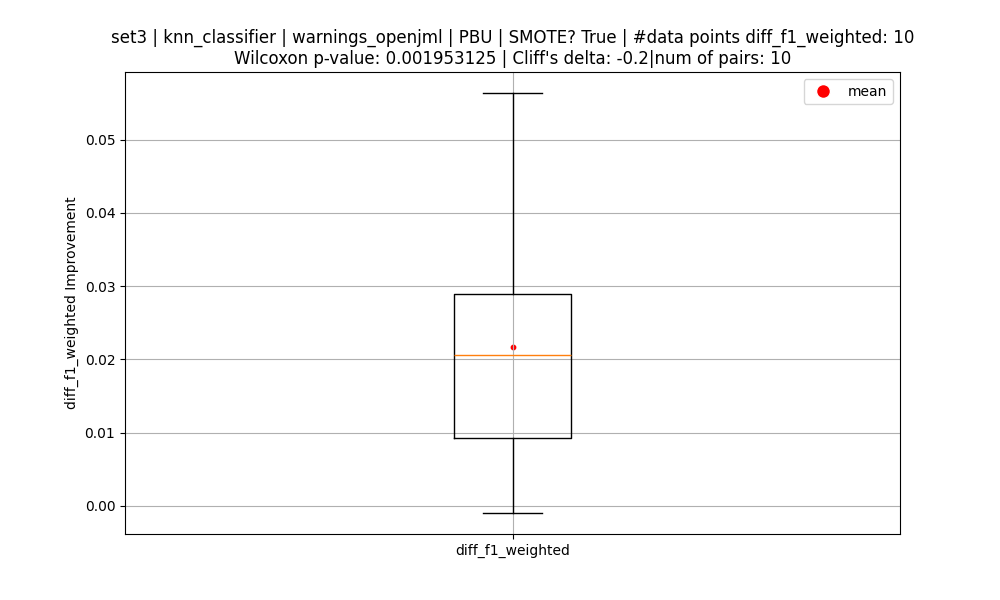 set3 | knn_classifier | warnings_openjml | PBU | SMOTE? True | #data points diff_f1_weighted: 10
Wilcoxon p-value: 0.001953125 | Cliff's delta: -0.2|num of pairs: 10
mean
0.05
0.04
0.03
0.02
0.01
0.00
diff_f1_weighted Improvement
diff_f1_weighted